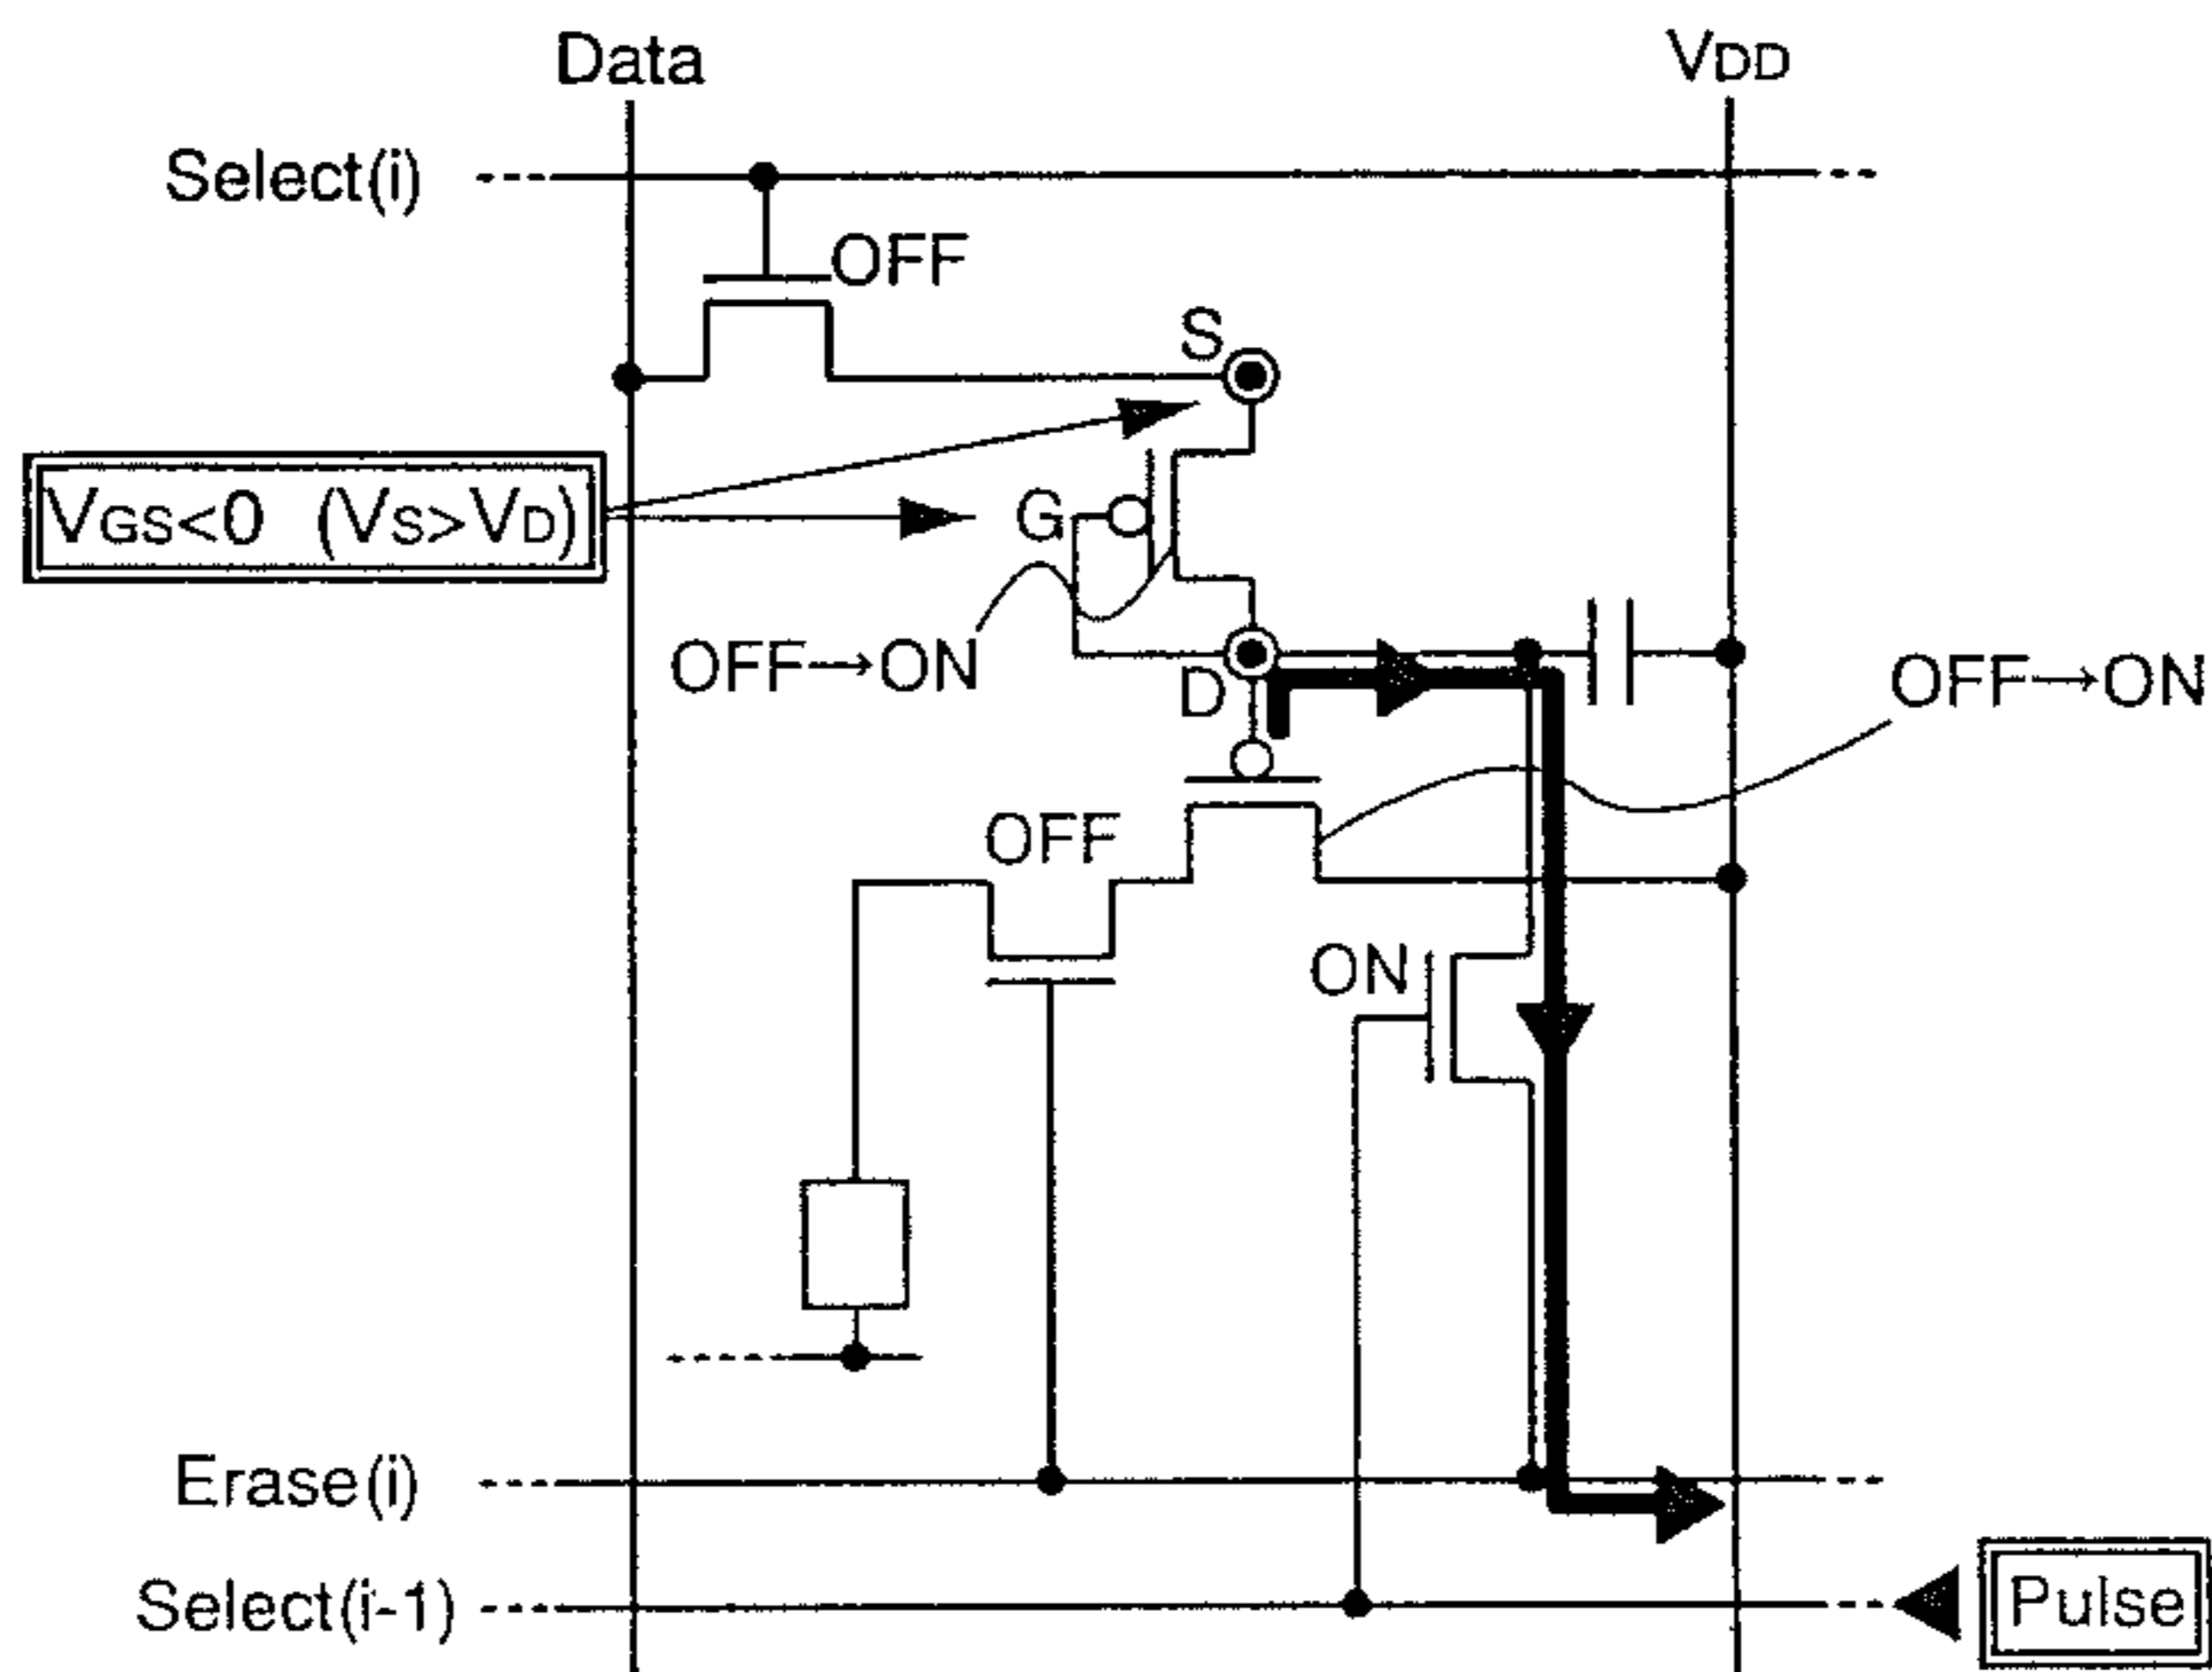 Data
VDD
Select(i)
OFF
S
VGS<0 (VS>VD)
G
OFF→ON
D
OFF→ON
OFF
ON
Erase(i)
Select(i-1)
Pulse